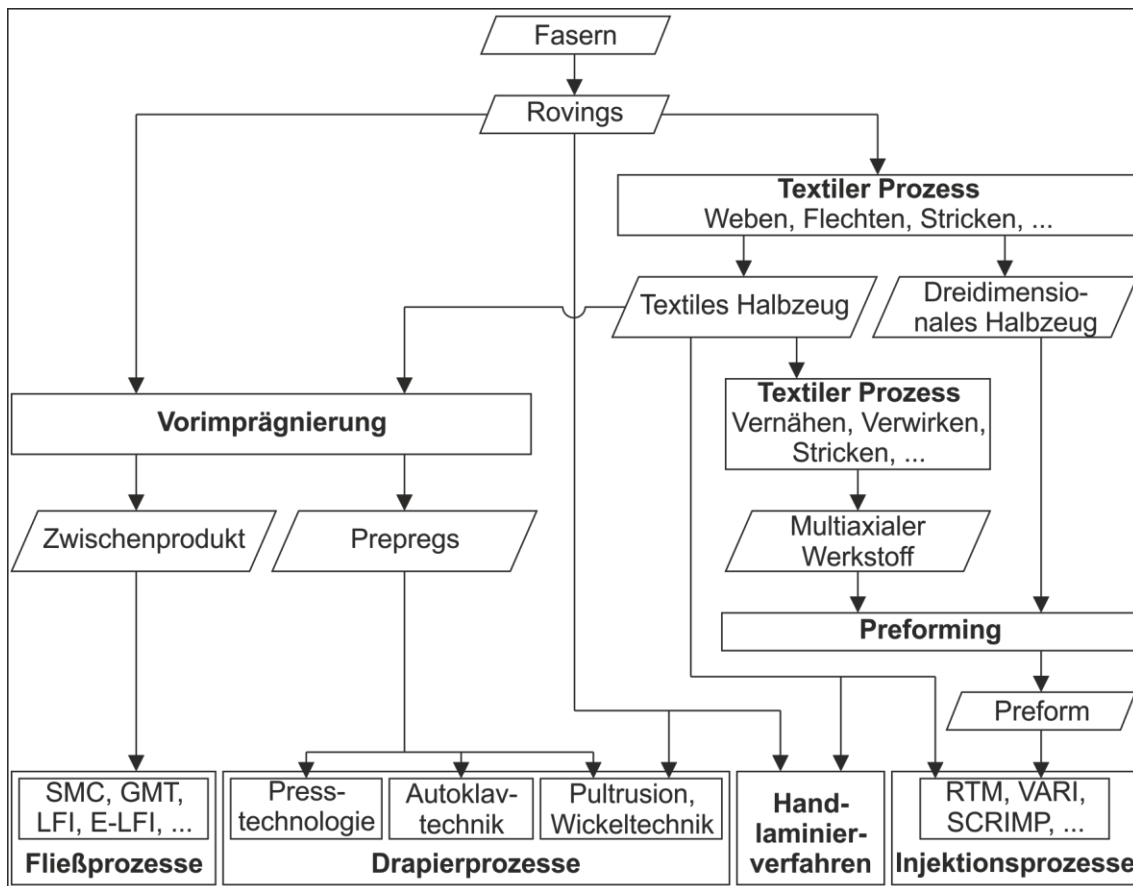 Fasern
Rovings
Textiler Prozess
Weben, Flechten, Stricken, ...
Textiles Halbzeug
Dreidimensio-
nales Halbzeug
Textiler Prozess
Vernähen, Verwirken,
Stricken, ...
Vorimprägnierung
Zwischenprodukt
Prepregs
Multiaxialer
Werkstoff
Preforming
Preform
SMC, GMT,
LFI, E-LFI, ...
Fließprozesse
Press-
technologie
Autoklav-
technik
Pultrusion,
Wickeltechnik
Drapierprozesse
Hand-
laminier-
verfahren
RTM, VARI,
SCRIMP, ...
Injektionsprozesse